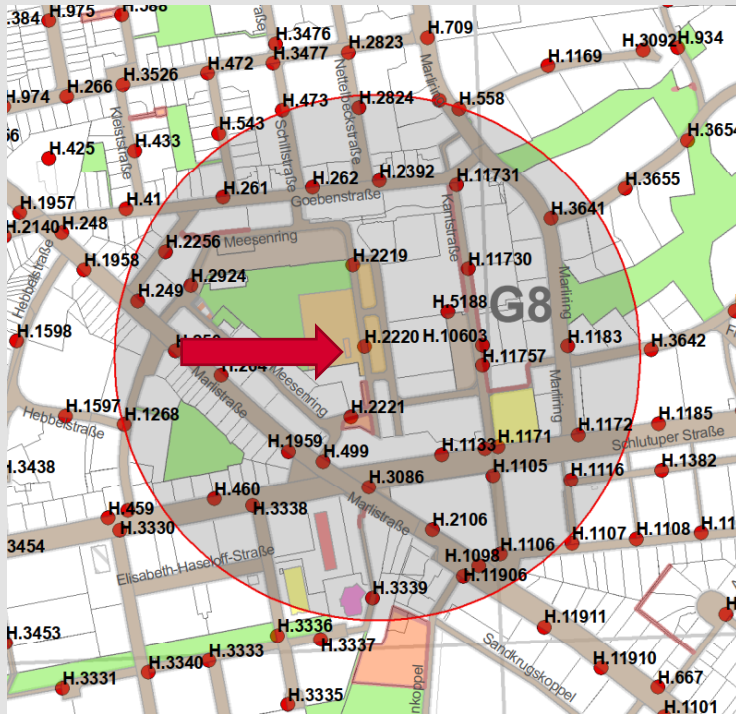 H.975
.384
H.388
H.3476
H.2823
H.709
H.3092
H.934
H.3477
H.472
H.1169
H.3526
H.266
H.974
Marliring
Nettelbeckstraße
H.473
H.2824
H.558
Kleiststraße
Schillstraße
H.543
H.433
H.3654
H.425
H.262
H.2392
H.11731
H.3655
H.261
Goebenstraße
H.41
H.1957
H.3641
H.248
H.2140
Meesenring
Kantstraße
H.2256
H.1958
H.2219
H.11730
Hebbelstraße
H.2924
H.249
Marliring
H.5188
G8
H.1598
H.2220
H.10603
H.1183
H.3642
H.11757
Meesenring
Marlistraße
Marliring
H.1597
H.2221
Hebbelstraße
H.1268
H.1185
H.1172
Schlutuper Straße
H.1959
H.1133
H.1171
H.499
H.3438
H.1105
H.1116
H.1382
H.3086
H.460
H.3338
Marlistraße
H.459
H.3330
H.2106
H.1107
H.1108
H.11
3454
H.1106
Elisabeth-Haseloff-Straße
H.1098
H.11906
H.3339
H.3453
H.3336
H.3337
H.11911
Sandkrugskoppel
H.3340
H.3333
H.11910
H.3331
H.667
H.3335
nkoppel
H.1101